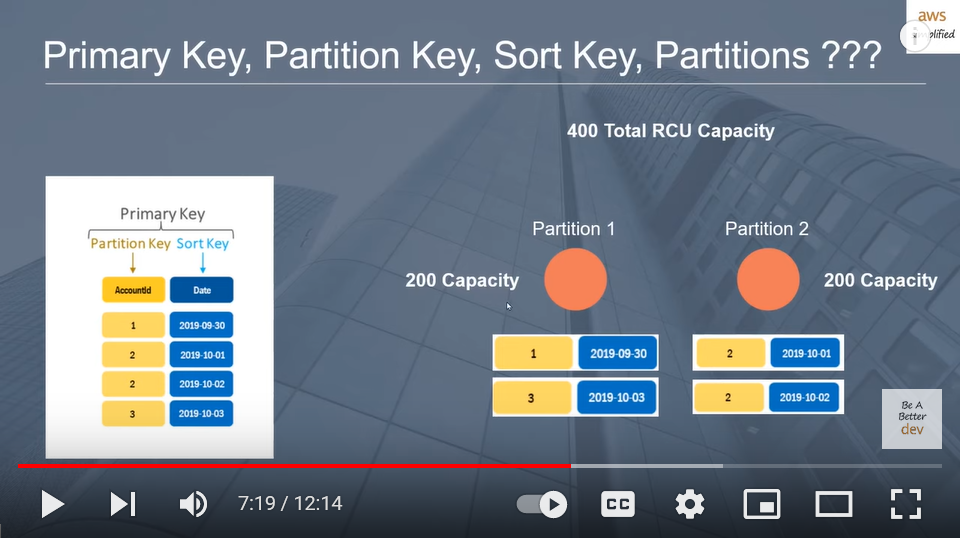 aws
Primary Key, Partition Key, Sort Key, Partitions ???
400 Total RCU Capacity
Primary Key
Partition Key Sort Key
AccountId Date
1 2019-09-30
2 2019-10-01
2 2019-10-02
3 2019-10-03
Partition 1
200 Capacity
1 2019-09-30
3 2019-10-03
Partition 2
200 Capacity
2 2019-10-01
2 2019-10-02
Be A
Better
dev
7:19 / 12:14
CC